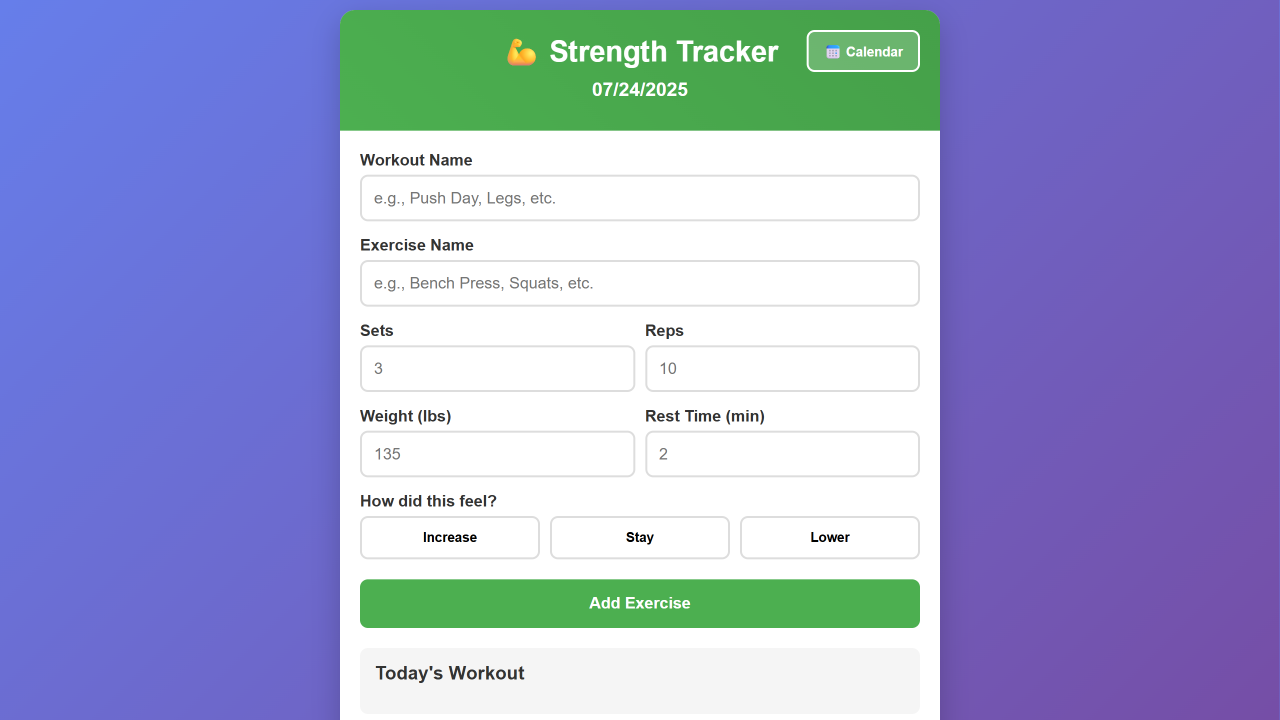 💪 Strength Tracker
🗓️ Calendar
07/24/2025
Workout Name
e.g., Push Day, Legs, etc.
Exercise Name
e.g., Bench Press, Squats, etc.
Sets Reps
3 10
Weight (lbs) Rest Time (min)
135 2
How did this feel?
Increase Stay Lower
Add Exercise
Today's Workout